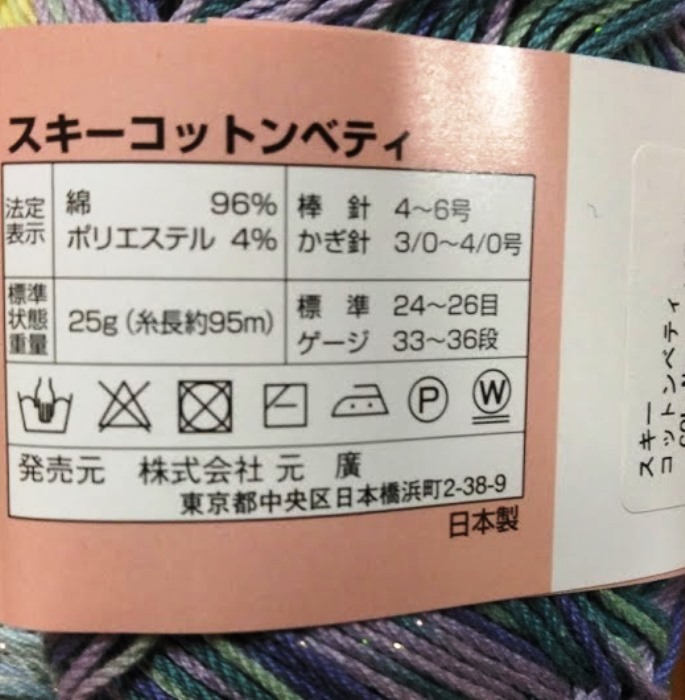 スキーコットンベティ
法定
表示
綿 96%
ポリエステル 4%
棒 針 4～6号
かぎ針 3/0～4/0号
標準
状態
重量
25g (糸長約95m)
標 準 24～26目
ゲージ 33～36段
P
W
発売元 株式会社 元 廣
東京都中央区日本橋浜町2-38-9
日本製
スキー
コットンベティ